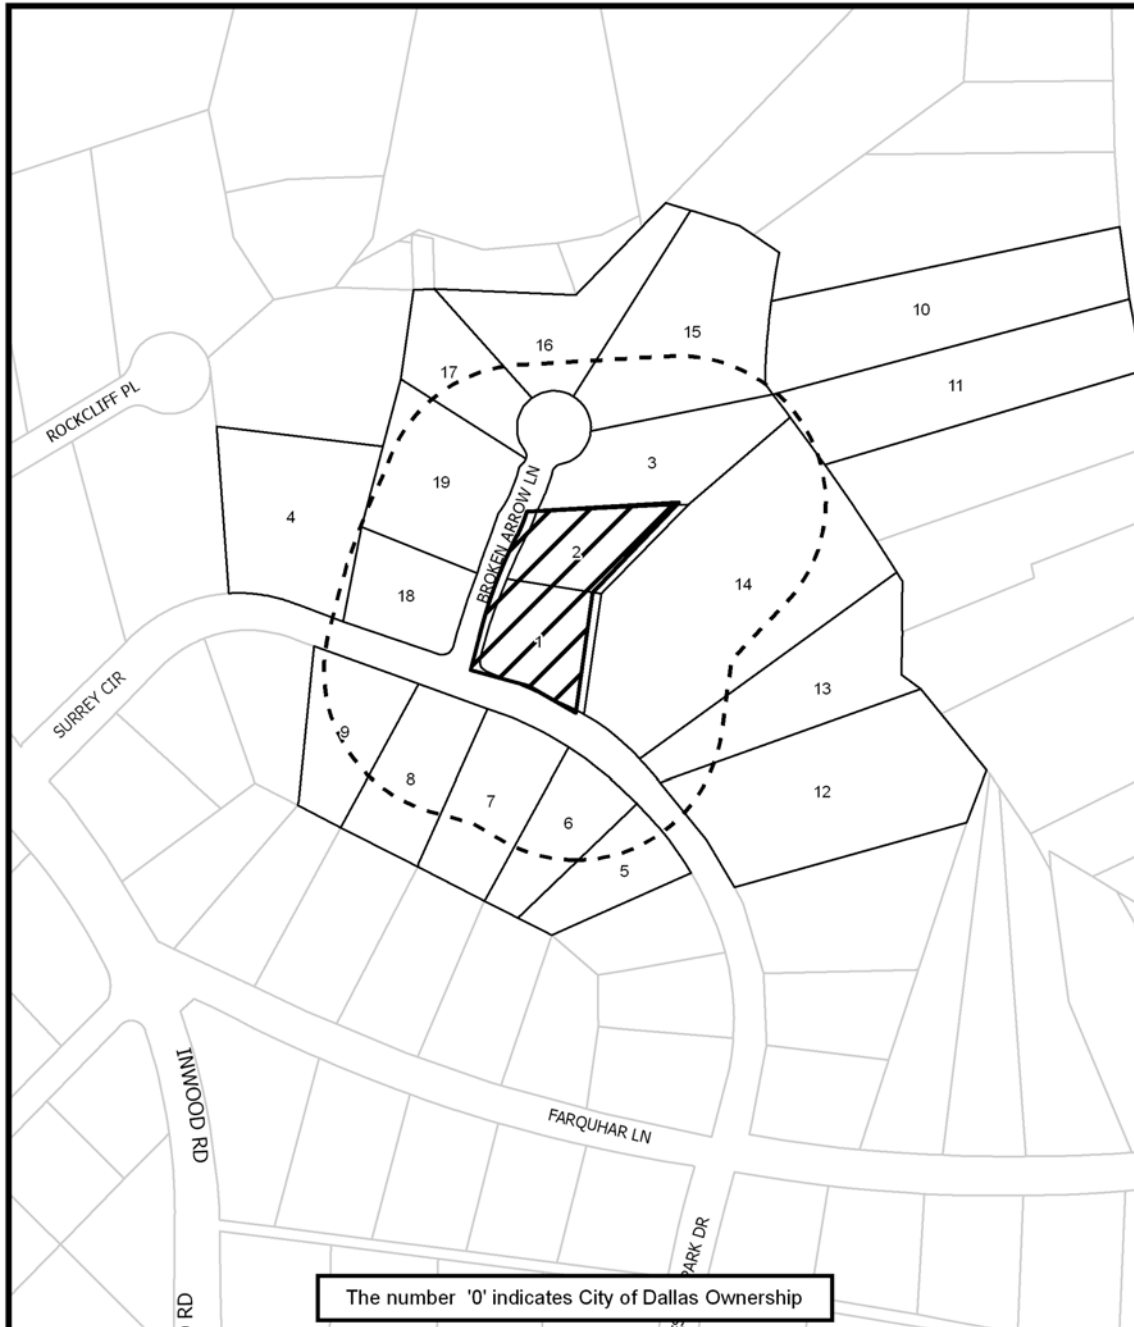 10
15
16
17
11
ROCKCLIFF PL
3
19
4
BROKEN ARROW LN
2
14
18
1
SURREY CIR
13
9
8
7
12
6
5
INWOOD RD
FARQUHAR LN
PARK DR
RD
The number '0' indicates City of Dallas Ownership